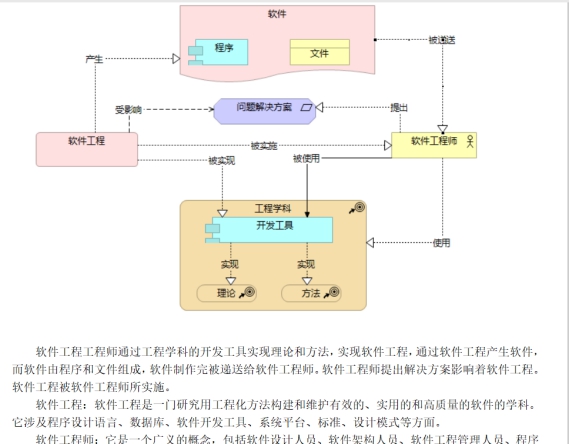 软件
程序
文件
被递送
产生
受影响
问题解决方案
提出
软件工程
被实施
软件工程师
被实现
被使用
工程学科
开发工具
使用
实现
实现
理论
方法
软件工程工程师通过工程学科的开发工具实现理论和方法，实现软件工程，通过软件工程产生软件，
而软件由程序和文件组成，软件制作完被递送给软件工程师。软件工程师提出解决方案影响着软件工程。
软件工程被软件工程师所实施。
软件工程：软件工程是一门研究用工程化方法构建和维护有效的、实用的和高质量的软件的学科。
它涉及程序设计语言、数据库、软件开发工具、系统平台、标准、设计模式等方面。
软件工程师：它是一个广义的概念，包括软件设计人员、软件架构人员、软件工程管理人员、程序